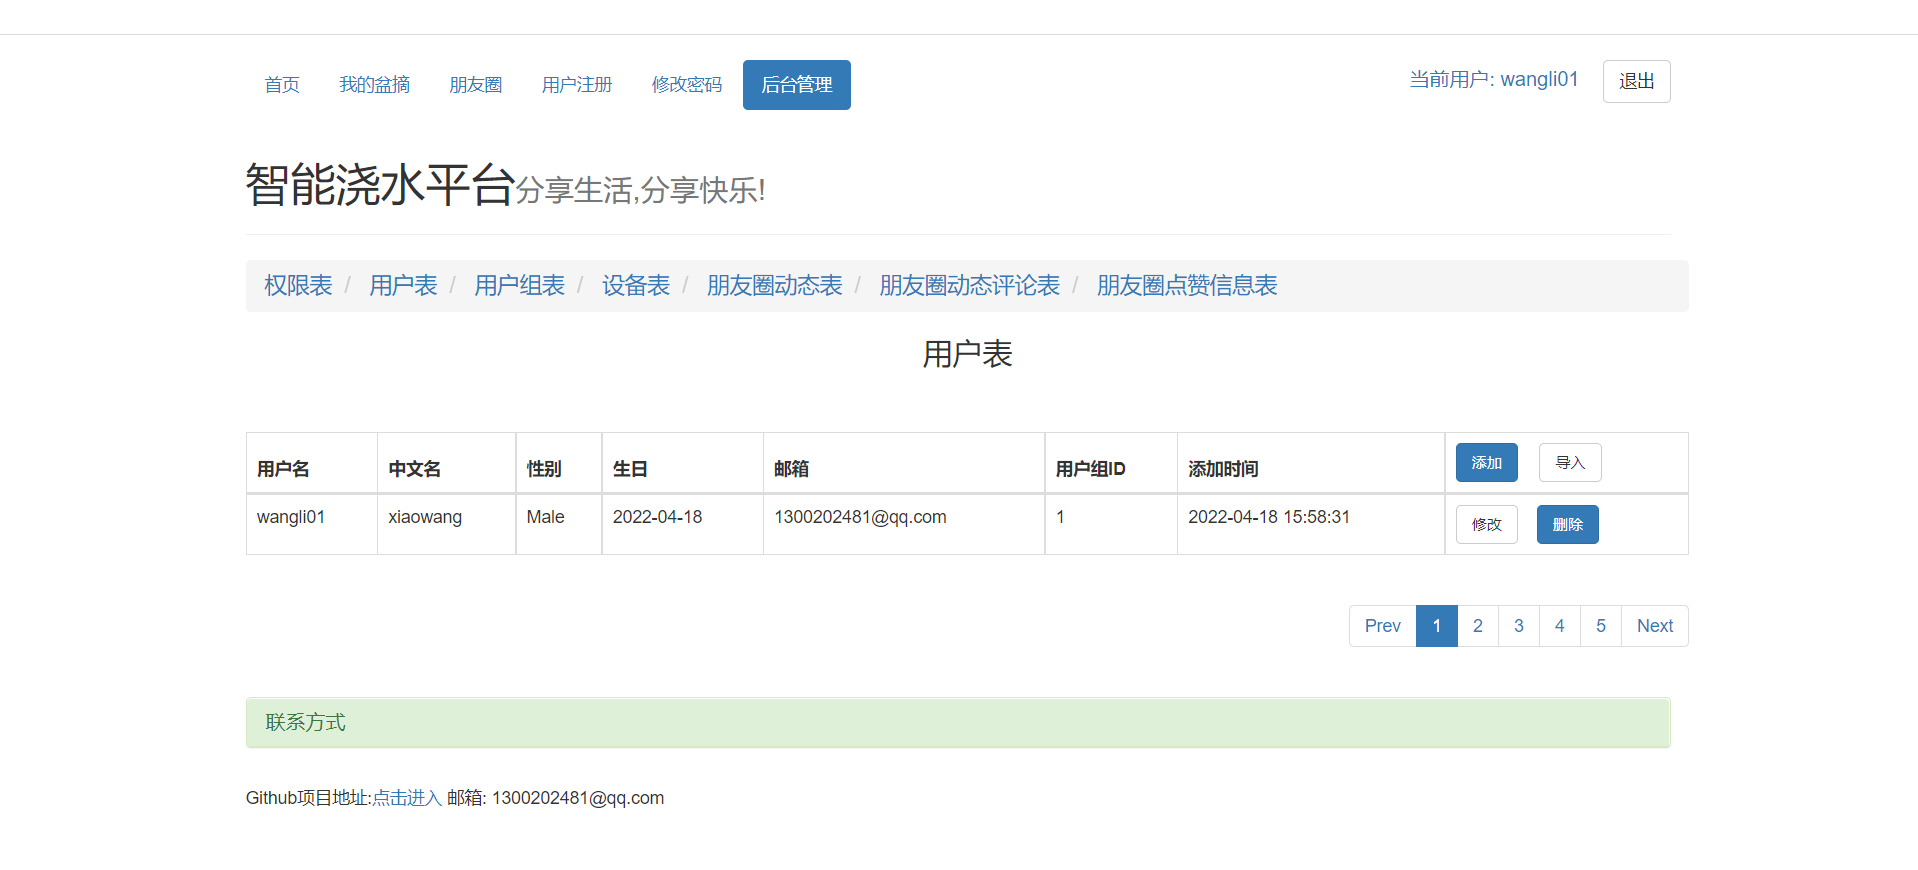 首页 我的盆摘 朋友圈 用户注册 修改密码 后台管理 当前用户: wangli01 退出
智能浇水平台分享生活,分享快乐!
权限表 / 用户表 / 用户组表 / 设备表 / 朋友圈动态表 / 朋友圈动态评论表 / 朋友圈点赞信息表
用户表
用户名 中文名 性别 生日 邮箱 用户组ID 添加时间 添加 导入
wangli01 xiaowang Male 2022-04-18 1300202481@qq.com 1 2022-04-18 15:58:31 修改 删除
Prev 1 2 3 4 5 Next
联系方式
Github项目地址:点击进入 邮箱: 1300202481@qq.com